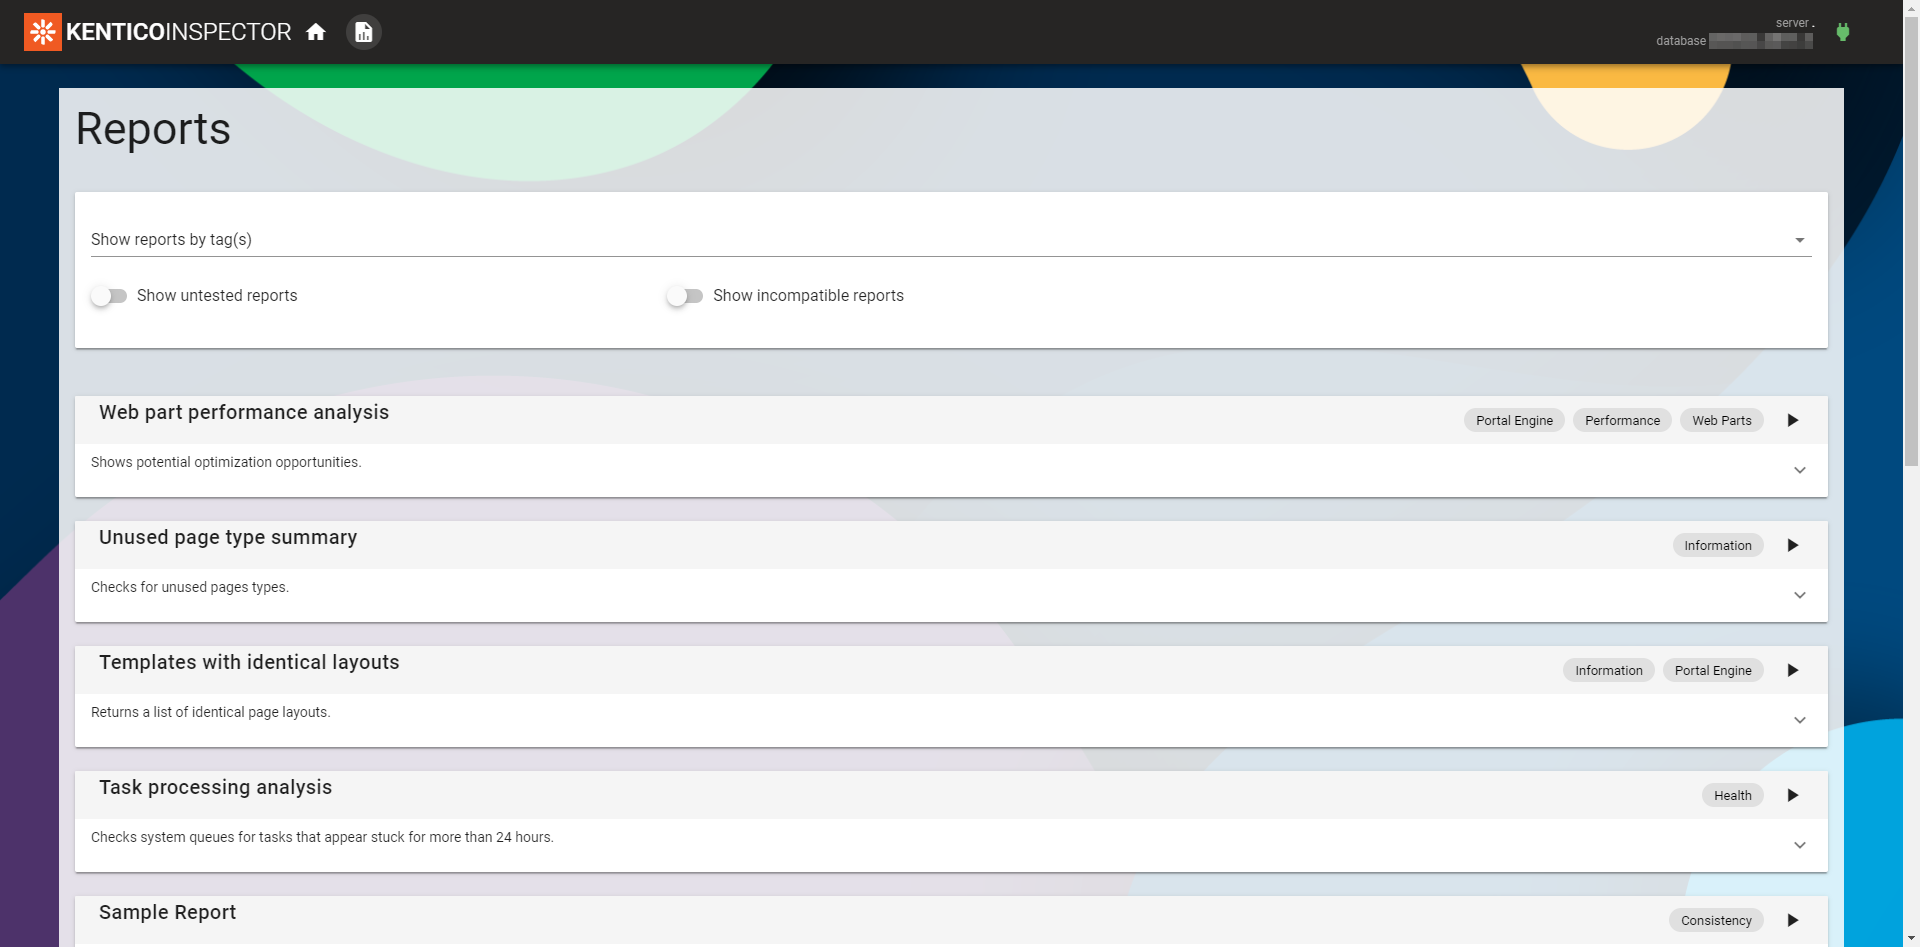 KENTICOINSPECTOR
server .
database
Reports
Show reports by tag(s)
Show untested reports
Show incompatible reports
Web part performance analysis
Portal Engine
Performance
Web Parts
Shows potential optimization opportunities.
Unused page type summary
Information
Checks for unused pages types.
Templates with identical layouts
Information
Portal Engine
Returns a list of identical page layouts.
Task processing analysis
Health
Checks system queues for tasks that appear stuck for more than 24 hours.
Sample Report
Consistency